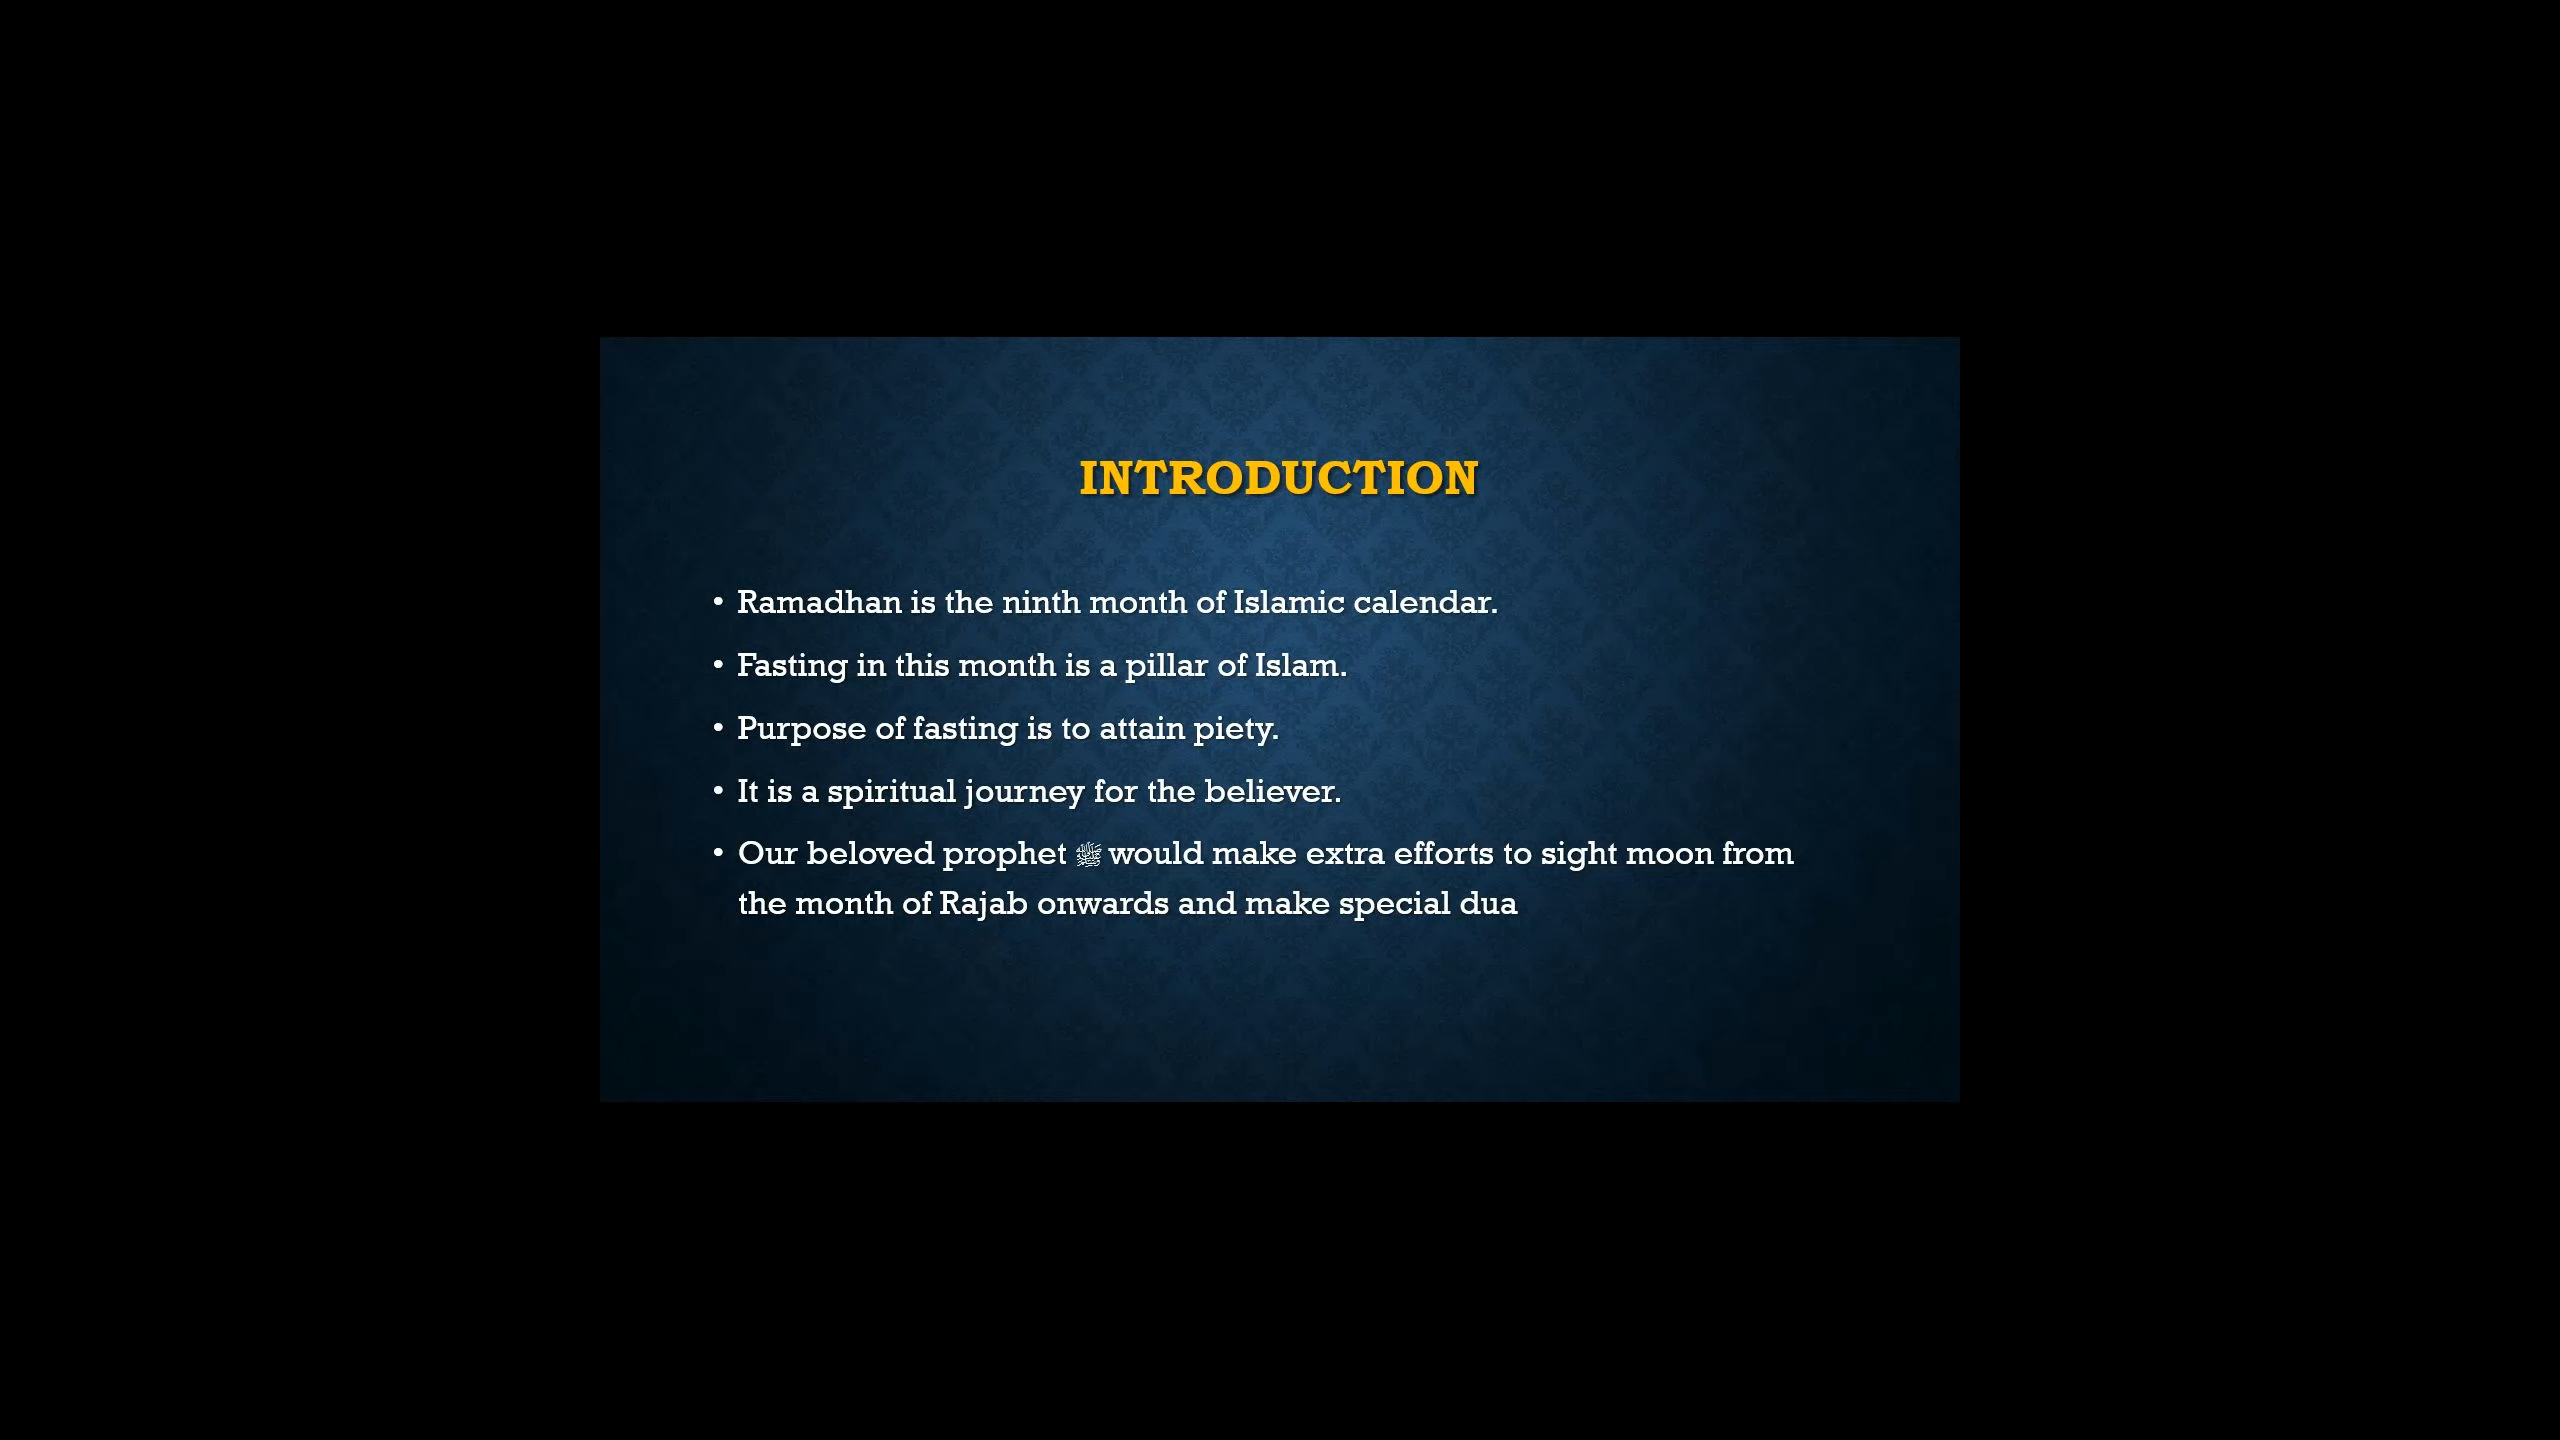 INTRODUCTION
• Ramadhan is the ninth month of Islamic calendar.
• Fasting in this month is a pillar of Islam.
• Purpose of fasting is to attain piety.
• It is a spiritual journey for the believer.
• Our beloved prophet ﷺ would make extra efforts to sight moon from
the month of Rajab onwards and make special dua